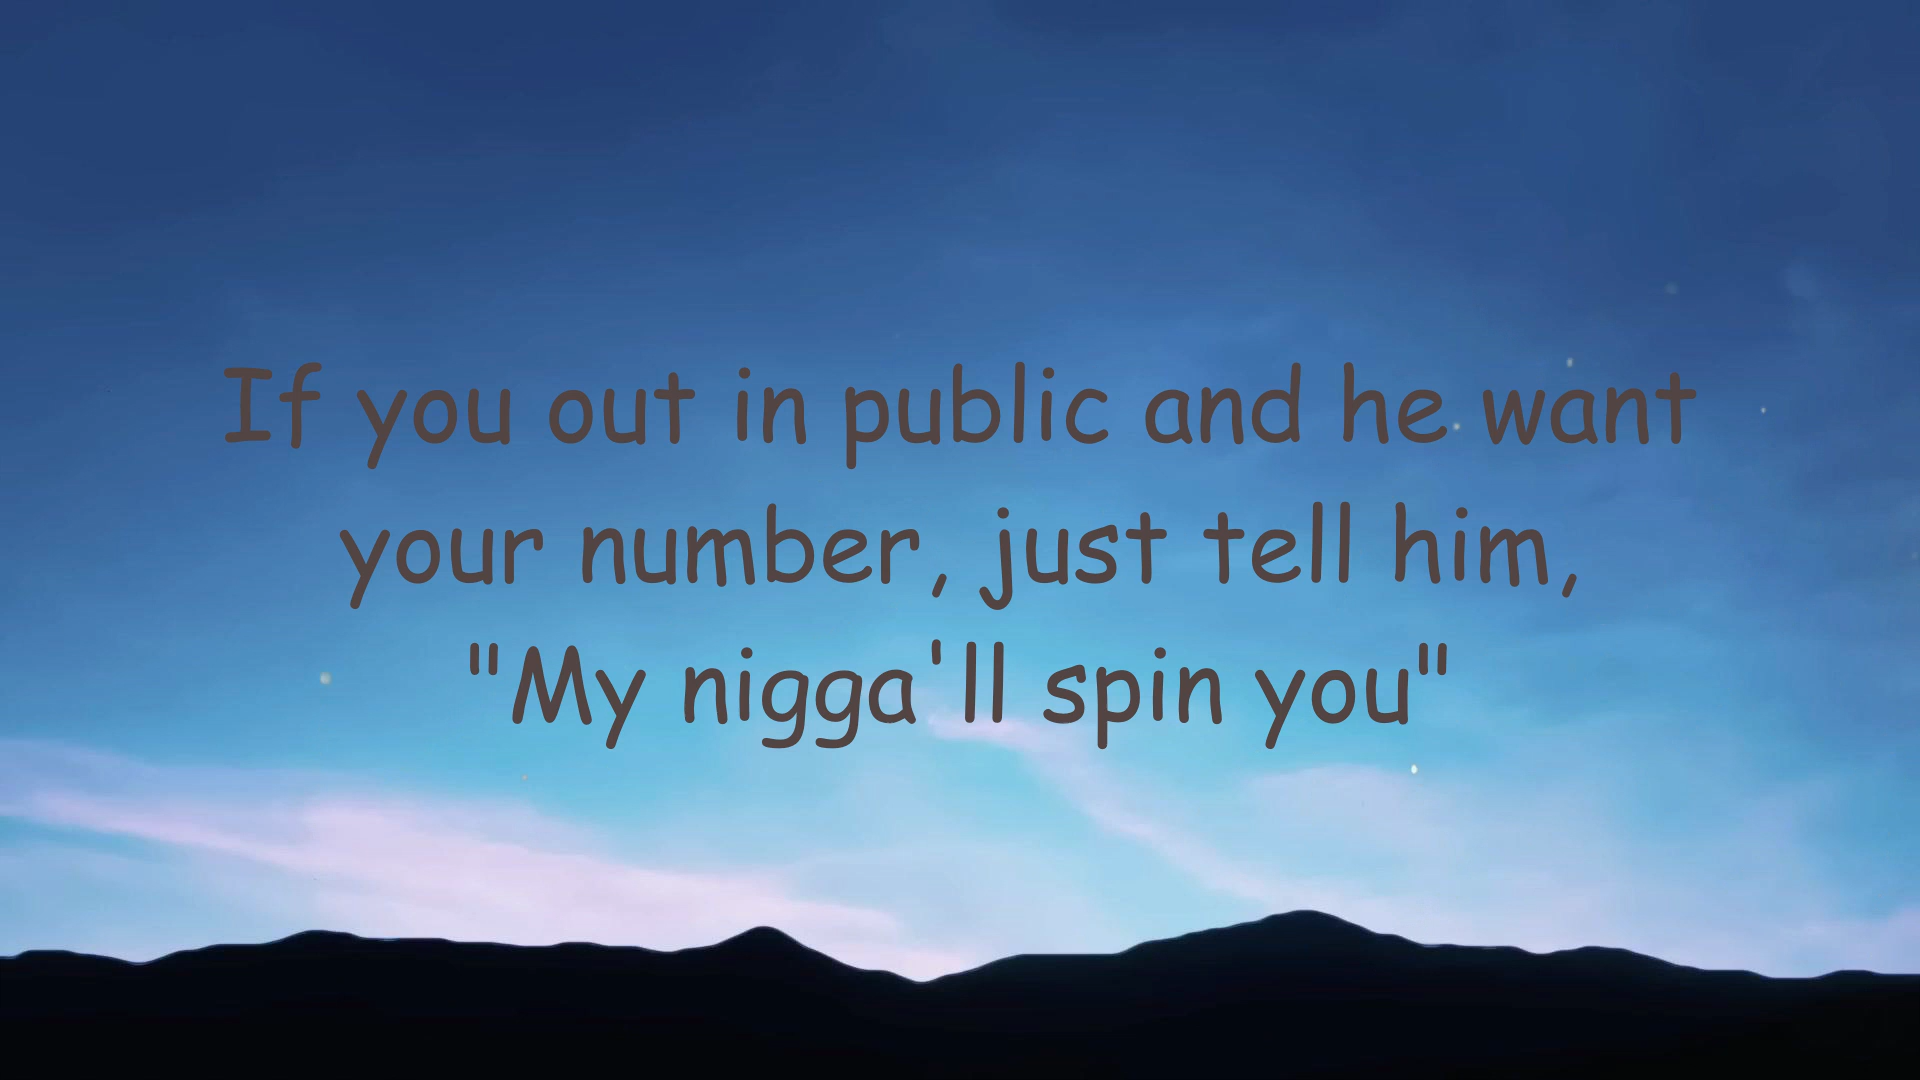 If you out in public and he want
your number, just tell him,
"My nigga'll spin you"